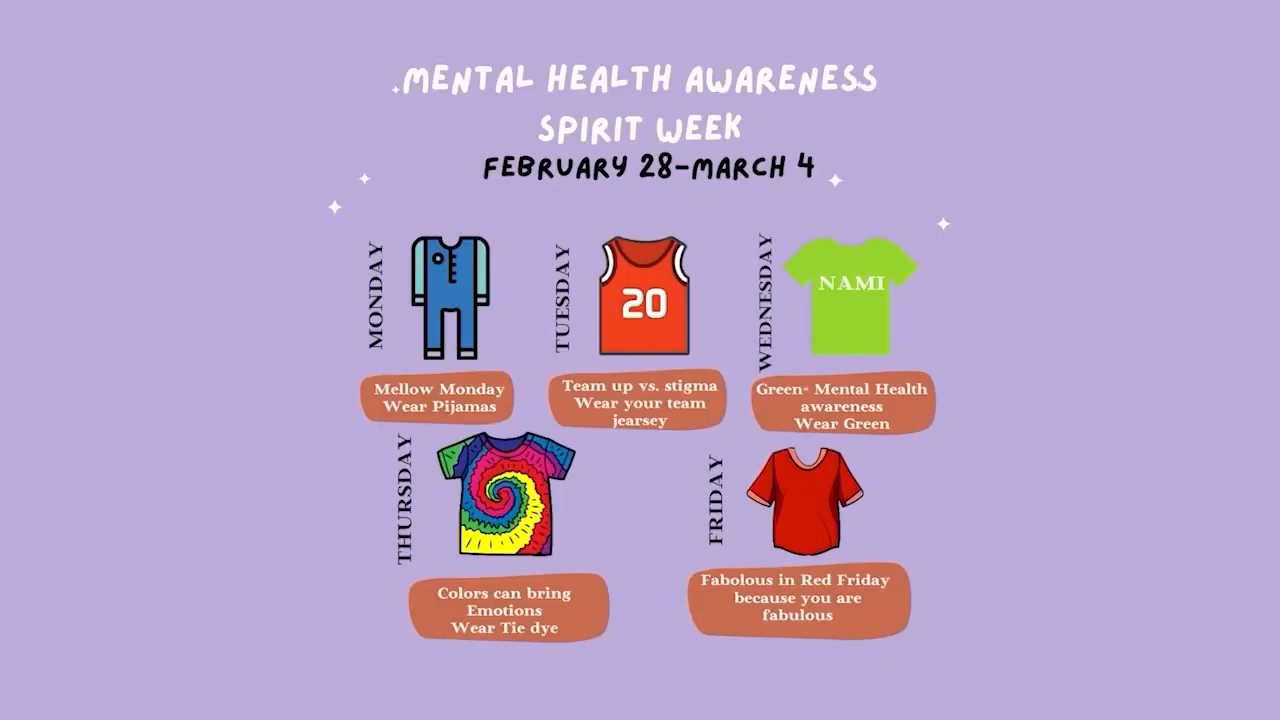 MENTAL HEALTH AWARENESS
SPIRIT WEEK
FEBRUARY 28-MARCH 4
MONDAY
Mellow Monday
Wear Pijamas
TUESDAY
20
Team up vs. stigma
Wear your team
jearsey
WEDNESDAY
NAMI
Green- Mental Health
awareness
Wear Green
THURSDAY
Colors can bring
Emotions
Wear Tie dye
FRIDAY
Fabolous in Red Friday
because you are
fabulous